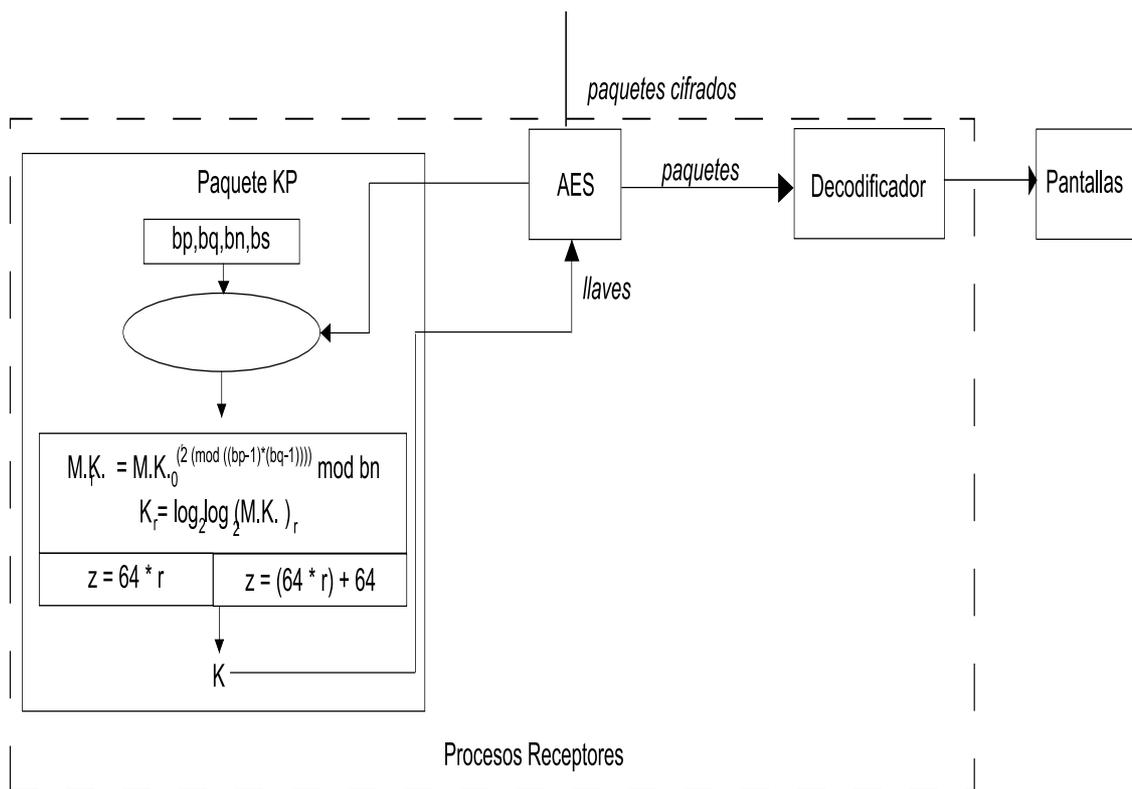 paquetes cifrados
Paquete KP
AES
paquetes
Decodificador
Pantallas
bp,bq,bn,bs
llaves
M.K.r = M.K.0^(2^r (mod ((bp-1)*(bq-1)))) mod bn
Kr= log2log2(M.K. )r
z = 64 * r
z = (64 * r) + 64
K
Procesos Receptores